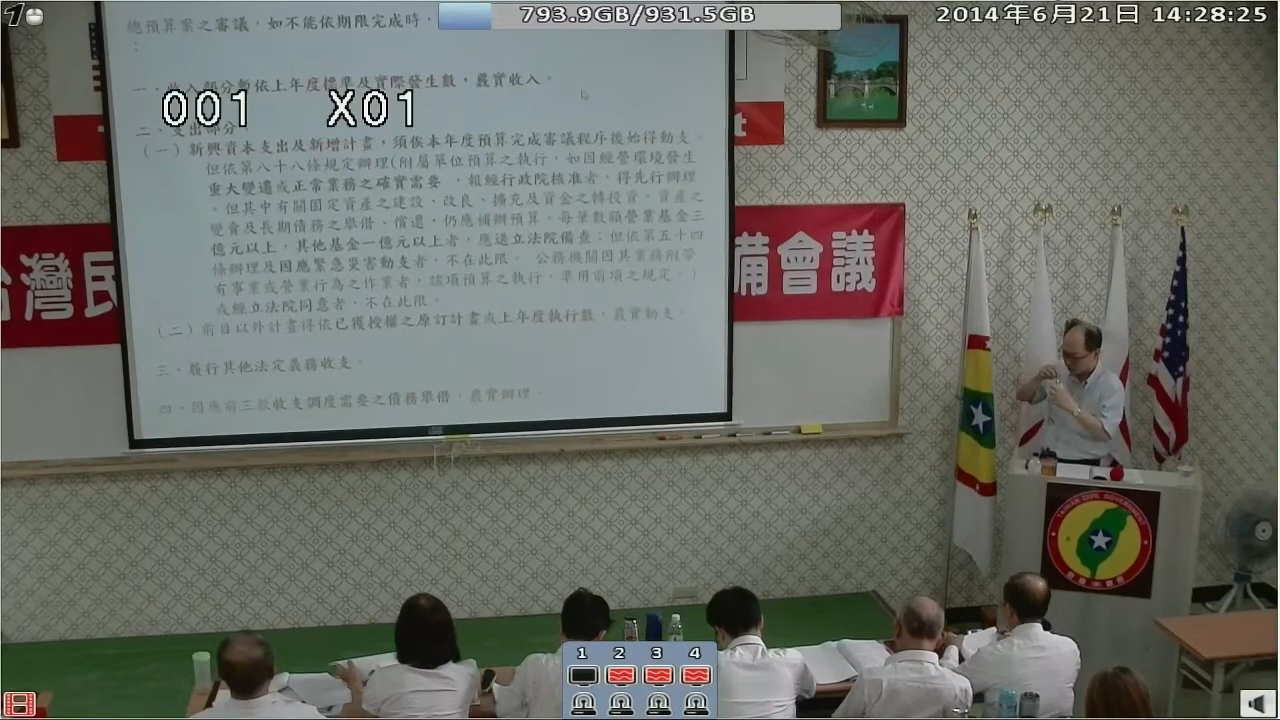 793.9GB/931.5GB
2014年6月21日 14:28:25
總預算案之審議，如不能依期限完成時，
：
一、收入部分暫依上年度標準及實際發生數，覈實收入。
001 X01
二、支出部分
（一）新興資本支出及新增計畫，須俟本年度預算完成審議程序後始得動支。
但依第八十八條規定辦理(附屬單位預算之執行，如因經營環境發生
重大變遷或正常業務之確實需要，報經行政院核准者，得先行辦理
。但其中有關固定資產之建設、改良、擴充及資金之轉投資、資產之
變賣及長期債務之舉借、償還，仍應補辦預算。每筆數額營業基金三
億元以上，其他基金一億元以上者，應送立法院備查；但依第五十四
條辦理及因應緊急災害動支者，不在此限。 公務機關因其業務附帶
有事業或營業行為之作業者，該項預算之執行，準用前項之規定。）
或經立法院同意者，不在此限。
（二）前目以外計畫得依已獲授權之原訂計畫或上年度執行數，覈實動支。
三、履行其他法定義務收支。
四、因應前三款收支調度需要之債務舉借，覈實辦理。
台灣民
備會議
TAIWAN CIVIL GOVERNMENT
1 2 3 4